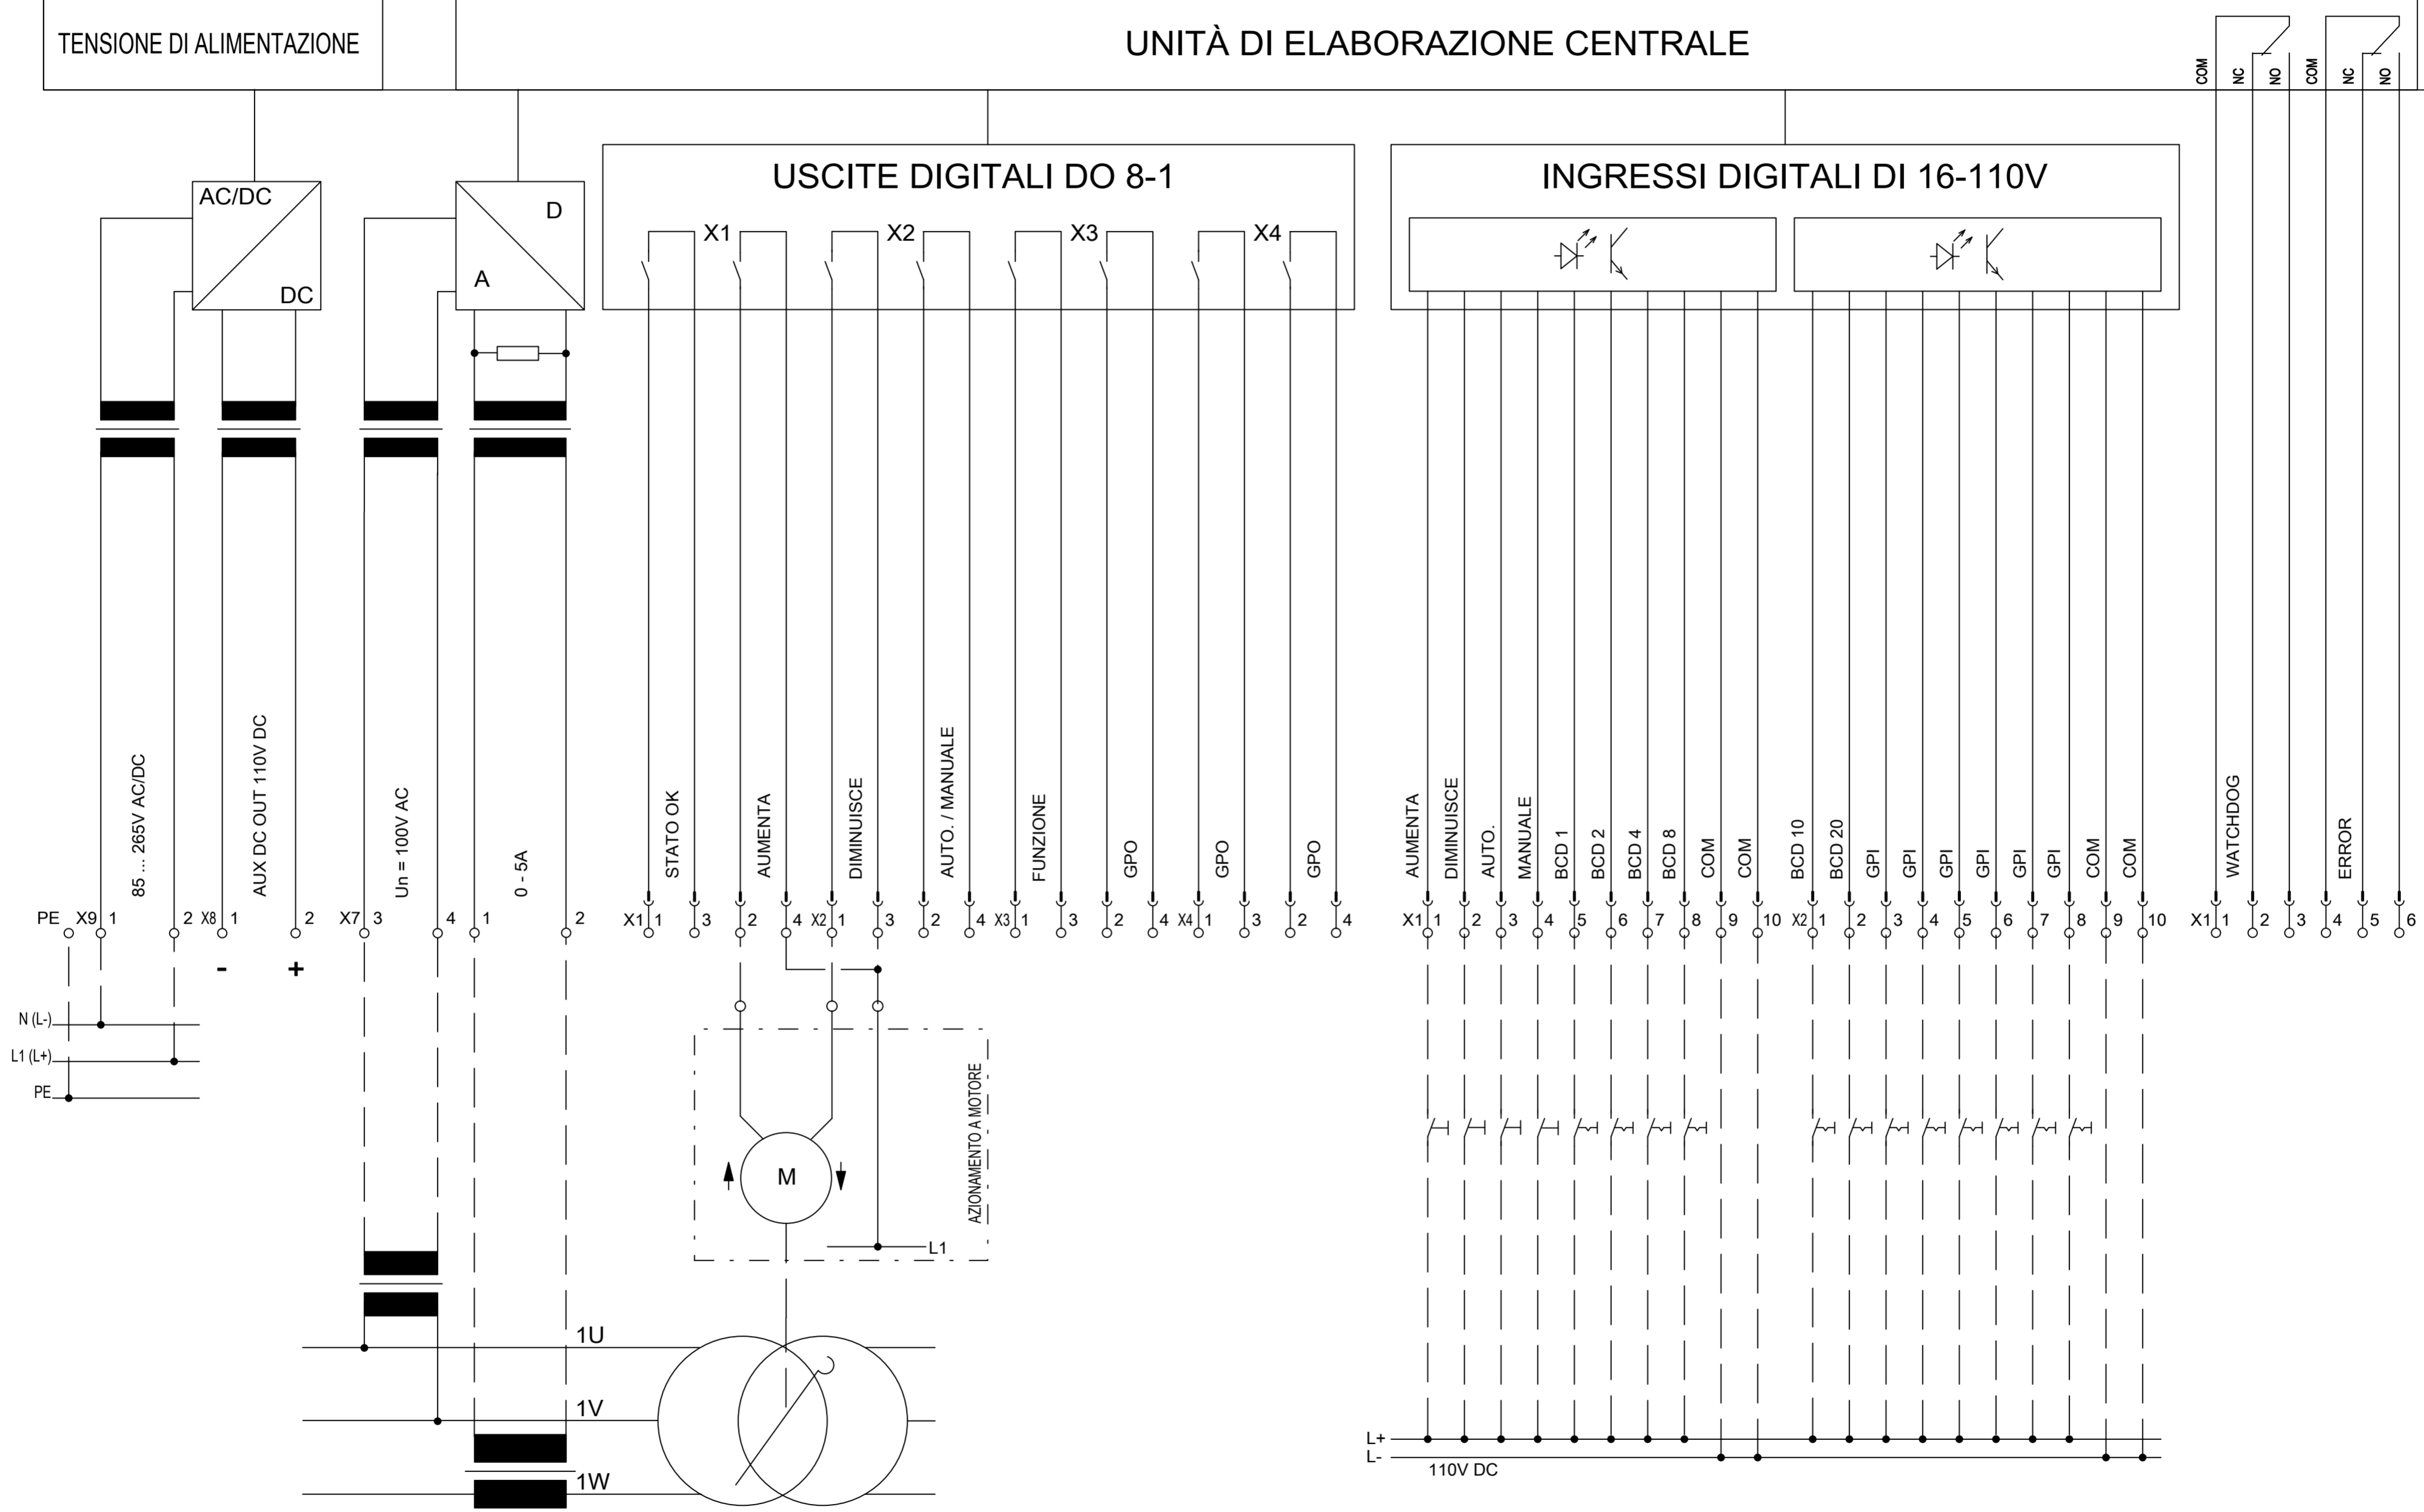 TENSIONE DI ALIMENTAZIONE
UNITÀ DI ELABORAZIONE CENTRALE
COM
NC
NO
COM
NC
NO
USCITE DIGITALI DO 8-1
INGRESSI DIGITALI DI 16-110V
AC/DC
DC
D
A
X1
X2
X3
X4
85 ... 265V AC/DC
AUX DC OUT 110V DC
Un = 100V AC
0 - 5A
STATO OK
AUMENTA
DIMINUISCE
AUTO. / MANUALE
FUNZIONE
GPO
GPO
GPO
AUMENTA
DIMINUISCE
AUTO.
MANUALE
BCD 1
BCD 2
BCD 4
BCD 8
COM
COM
BCD 10
BCD 20
GPI
GPI
GPI
GPI
GPI
GPI
COM
COM
WATCHDOG
ERROR
PE X9 1 2 X8 1 2 X7 3 4 1 2
X1 1 3 2 4 X2 1 3 2 4 X3 1 3 2 4 X4 1 3 2 4
X1 1 2 3 4 5 6 7 8 9 10 X2 1 2 3 4 5 6 7 8 9 10
X1 1 2 3 4 5 6
- +
N (L-)
L1 (L+)
PE
AZIONAMENTO A MOTORE
M
L1
1U
1V
1W
L+
L-
110V DC